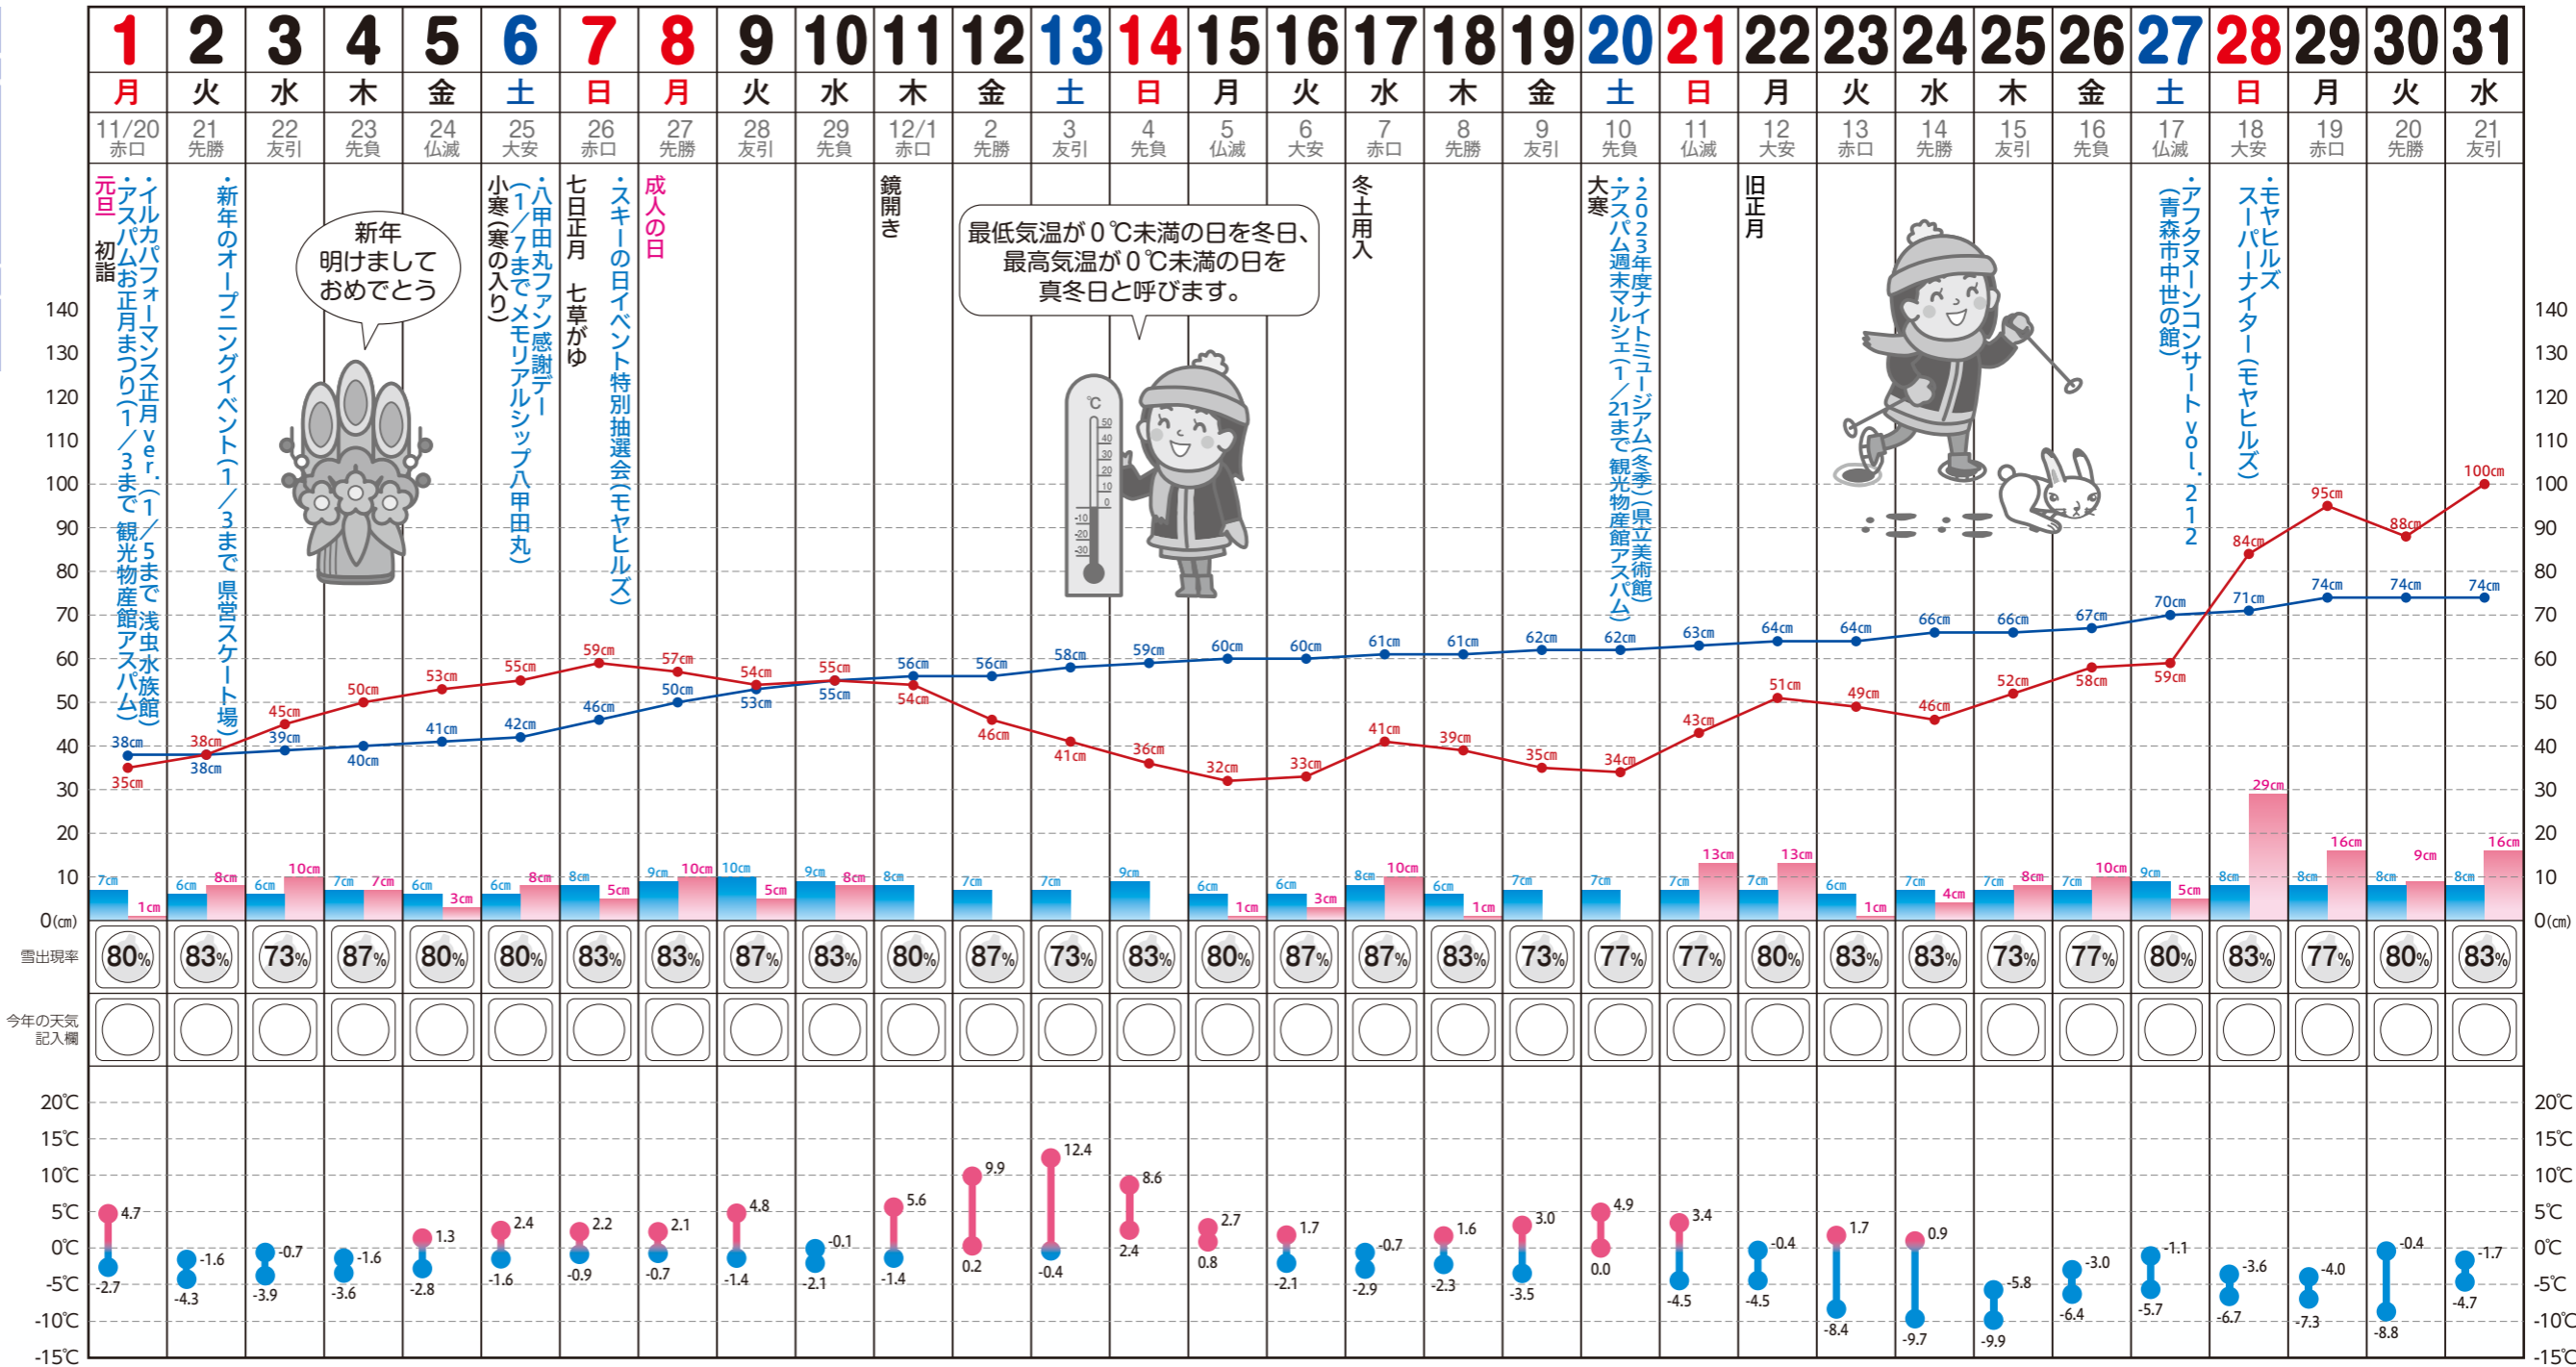 1 2 3 4 5 6 7 8 9 10 11 12 13 14 15 16 17 18 19 20 21 22 23 24 25 26 27 28 29 30 31
月 火 水 木 金 土 日 月 火 水 木 金 土 日 月 火 水 木 金 土 日 月 火 水 木 金 土 日 月 火 水
11/20 21 22 23 24 25 26 27 28 29 12/1 2 3 4 5 6 7 8 9 10 11 12 13 14 15 16 17 18 19 20 21
赤口 先勝 友引 先負 仏滅 大安 赤口 先勝 友引 先負 赤口 先勝 友引 先負 仏滅 大安 赤口 先勝 友引 先負 仏滅 大安 赤口 先勝 友引 先負 仏滅 大安 赤口 先勝 友引
元旦 初詣
・イルカパフォーマンス正月ver.(1/5まで 浅虫水族館)
・アスパムお正月まつり(1/3まで 観光物産館アスパム)
・新年のオープニングイベント(1/3まで 県営スケート場)
新年
明けまして
おめでとう
小寒(寒の入り)
・八甲田丸ファン感謝デー
(1/7まで メモリアルシップ八甲田丸)
七日正月 七草がゆ
・スキーの日イベント特別抽選会(モヤヒルズ)
成人の日
鏡開き
最低気温が0℃未満の日を冬日、
最高気温が0℃未満の日を
真冬日と呼びます。
℃
50
40
30
20
10
0
-10
-20
-30
冬土用入
大寒
・2023年度ナイトミュージアム(冬季)(県立美術館)
・アスパム週末マルシェ(1/21まで 観光物産館アスパム)
旧正月
・アフタヌーンコンサートvol.212
(青森市中世の館)
・モヤヒルズ
スーパーナイター(モヤヒルズ)
140 140
130 130
120 120
110 110
100 100
90 90
80 80
70 70
60 60
50 50
40 40
30 30
20 20
10 10
0(㎝) 0(㎝)
38㎝ 38㎝ 39㎝ 40㎝ 41㎝ 42㎝ 46㎝ 50㎝ 53㎝ 55㎝ 56㎝ 56㎝ 58㎝ 59㎝ 60㎝ 60㎝ 61㎝ 61㎝ 62㎝ 62㎝ 63㎝ 64㎝ 64㎝ 66㎝ 66㎝ 67㎝ 70㎝ 71㎝ 74㎝ 74㎝ 74㎝
35㎝ 38㎝ 45㎝ 50㎝ 53㎝ 55㎝ 59㎝ 57㎝ 54㎝ 55㎝ 54㎝ 46㎝ 41㎝ 36㎝ 32㎝ 33㎝ 41㎝ 39㎝ 35㎝ 34㎝ 43㎝ 51㎝ 49㎝ 46㎝ 52㎝ 58㎝ 59㎝ 84㎝ 95㎝ 88㎝ 100㎝
7㎝ 6㎝ 6㎝ 7㎝ 6㎝ 6㎝ 8㎝ 9㎝ 10㎝ 9㎝ 8㎝ 7㎝ 7㎝ 9㎝ 6㎝ 6㎝ 8㎝ 6㎝ 7㎝ 7㎝ 7㎝ 7㎝ 6㎝ 7㎝ 7㎝ 7㎝ 9㎝ 8㎝ 8㎝ 8㎝ 8㎝
1㎝ 8㎝ 10㎝ 7㎝ 3㎝ 8㎝ 5㎝ 10㎝ 5㎝ 8㎝ 1㎝ 3㎝ 10㎝ 1㎝ 13㎝ 13㎝ 1㎝ 4㎝ 8㎝ 10㎝ 5㎝ 29㎝ 16㎝ 9㎝ 16㎝
雪出現率 80% 83% 73% 87% 80% 80% 83% 83% 87% 83% 80% 87% 73% 83% 80% 87% 87% 83% 73% 77% 77% 80% 83% 83% 73% 77% 80% 83% 77% 80% 83%
今年の天気
記入欄
20℃ 20℃
15℃ 15℃
10℃ 10℃
5℃ 5℃
0℃ 0℃
-5℃ -5℃
-10℃ -10℃
-15℃ -15℃
4.7 -1.6 -0.7 -1.6 1.3 2.4 2.2 2.1 4.8 -0.1 5.6 9.9 12.4 8.6 2.7 1.7 -0.7 1.6 3.0 4.9 3.4 -0.4 1.7 0.9 -5.8 -3.0 -1.1 -3.6 -4.0 -0.4 -1.7
-2.7 -4.3 -3.9 -3.6 -2.8 -1.6 -0.9 -0.7 -1.4 -2.1 -1.4 0.2 -0.4 2.4 0.8 -2.1 -2.9 -2.3 -3.5 0.0 -4.5 -4.5 -8.4 -9.7 -9.9 -6.4 -5.7 -6.7 -7.3 -8.8 -4.7